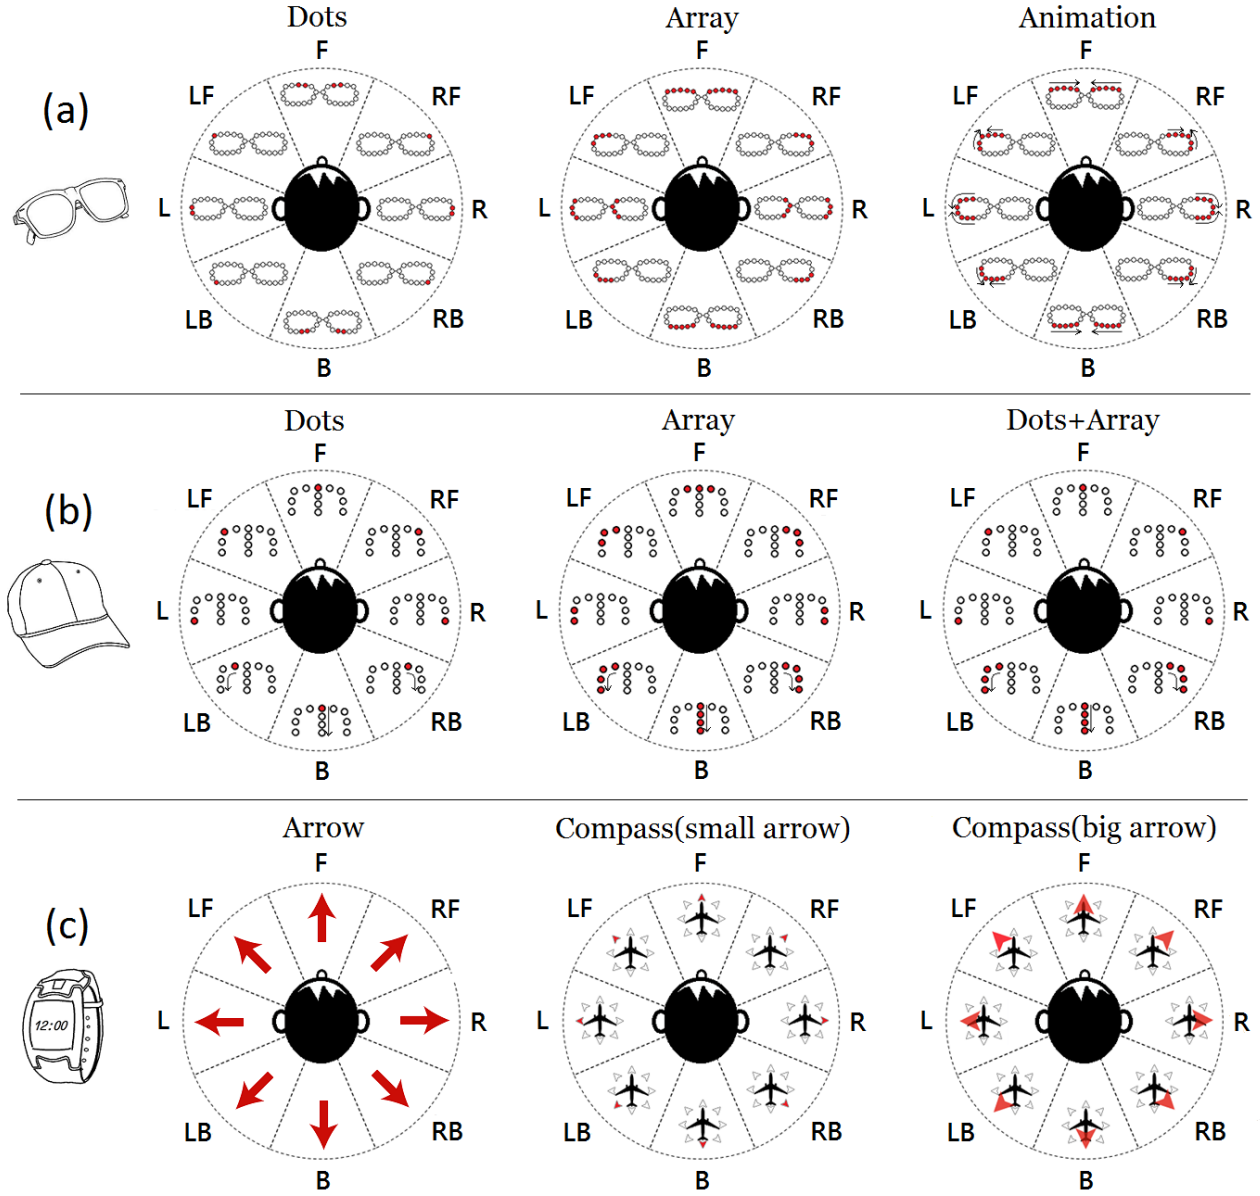 Dots Array Animation
F F F
(a) LF RF LF RF LF RF
L R L R L R
LB RB LB RB LB RB
B B B
Dots Array Dots+Array
F F F
(b) LF RF LF RF LF RF
L R L R L R
LB RB LB RB LB RB
B B B
Arrow Compass(small arrow) Compass(big arrow)
F F F
(c) LF RF LF RF LF RF
12:00 L R L R L R
LB RB LB RB LB RB
B B B